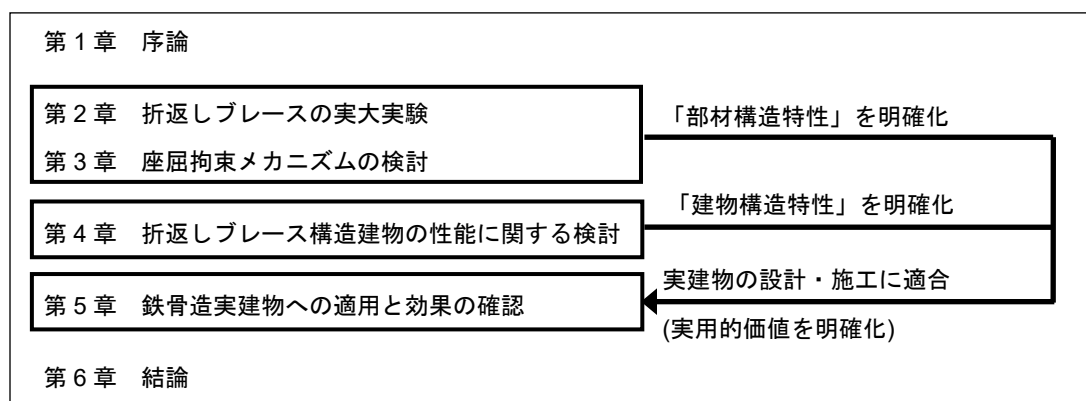 第1章 序論
第2章 折返しブレースの実大実験
「部材構造特性」を明確化
第3章 座屈拘束メカニズムの検討
「建物構造特性」を明確化
第4章 折返しブレース構造建物の性能に関する検討
実建物の設計・施工に適合
第5章 鉄骨造実建物への適用と効果の確認
(実用的価値を明確化)
第6章 結論